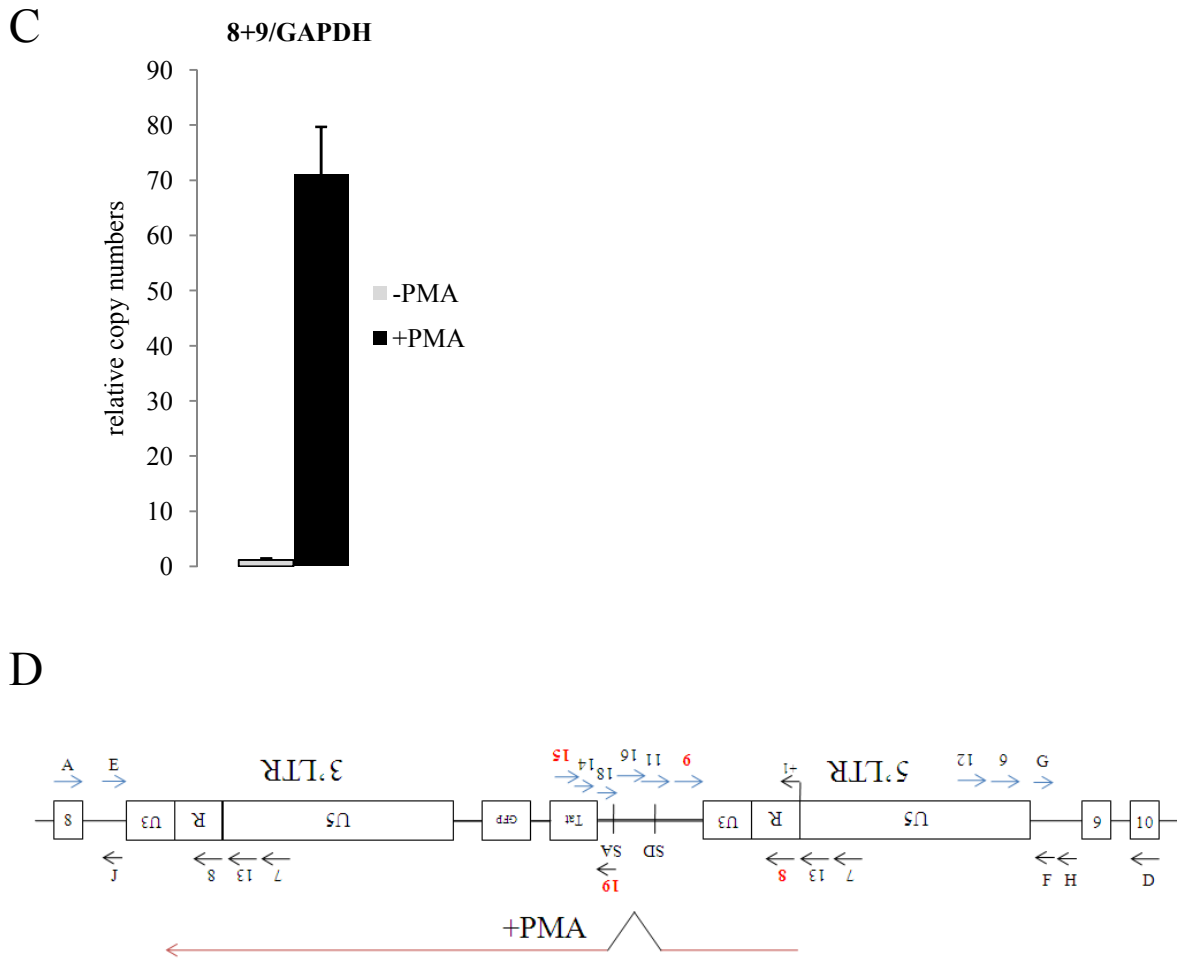 C
8+9/GAPDH
90
80
70
60
50
40
30
20
10
0
relative copy numbers
-PMA
+PMA
D
A E 3'LTR 15 14 18 16 11 9 +1 5'LTR 12 6 G
8 U3 R U5 GFP Tat SA SD U3 R U5 9 10
J 8 13 7 19 8 13 7 F H D
+PMA